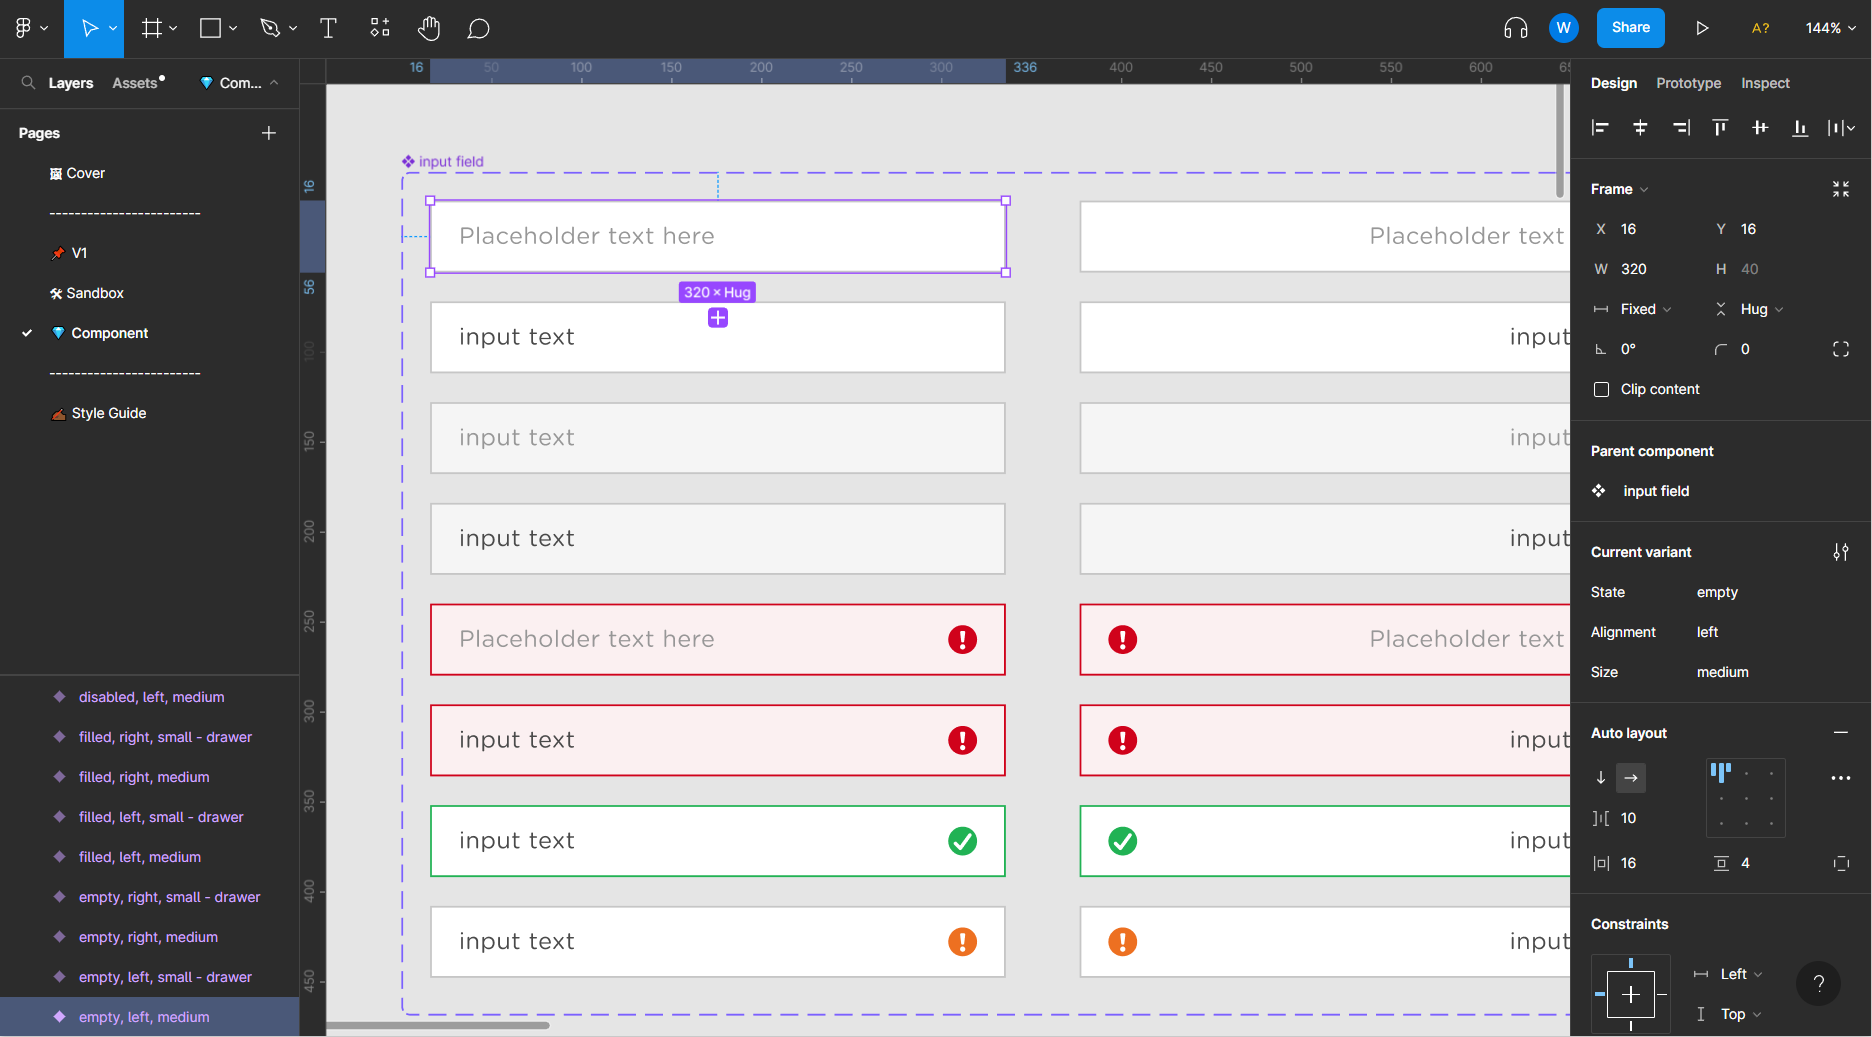 W
Share
A?
144%
Layers
Assets
Com...
Pages
Cover
------------------------
V1
Sandbox
Component
------------------------
Style Guide
disabled, left, medium
filled, right, small - drawer
filled, right, medium
filled, left, small - drawer
filled, left, medium
empty, right, small - drawer
empty, right, medium
empty, left, small - drawer
empty, left, medium
16
50
100
150
200
250
300
336
400
450
500
550
600
16
56
100
150
200
250
300
350
400
450
input field
Placeholder text here
Placeholder text
320 × Hug
input text
input
input text
input
input text
input
Placeholder text here
Placeholder text
input text
input
input text
input
input text
input
Design
Prototype
Inspect
Frame
X 16
Y 16
W 320
H 40
Fixed
Hug
0°
0
Clip content
Parent component
input field
Current variant
State empty
Alignment left
Size medium
Auto layout
10
16
4
Constraints
Left
Top
?